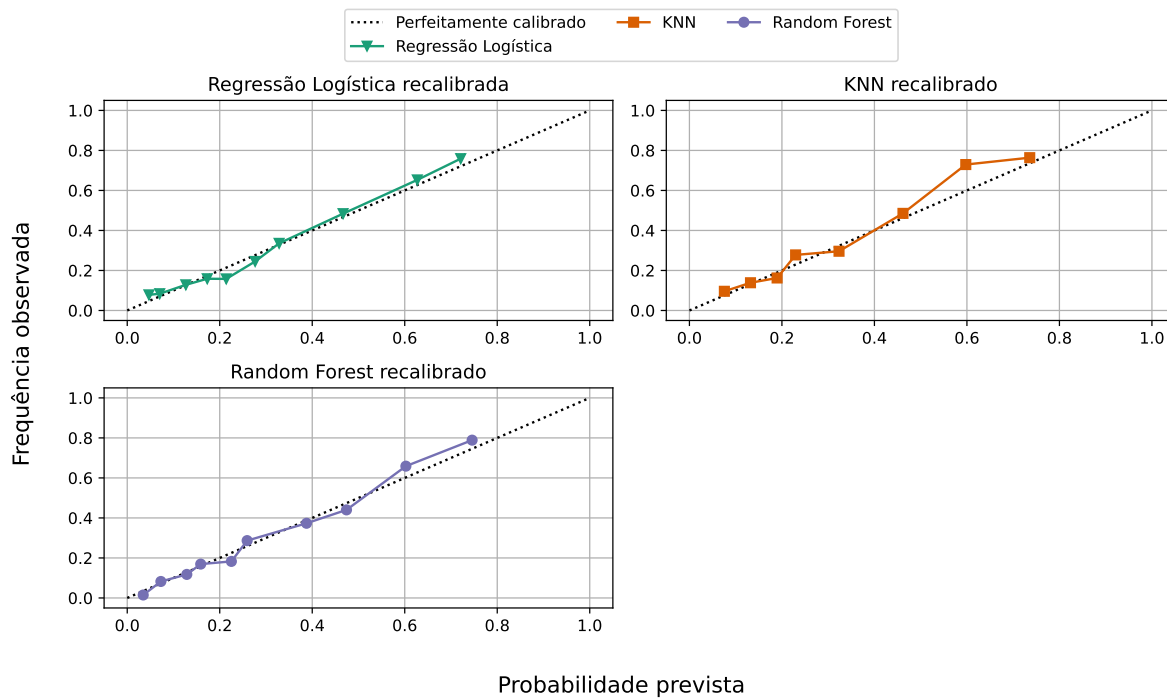 Perfeitamente calibrado
Regressão Logística
KNN
Random Forest
Regressão Logística recalibrada
1.0
0.8
0.6
0.4
0.2
0.0
0.0 0.2 0.4 0.6 0.8 1.0
KNN recalibrado
1.0
0.8
0.6
0.4
0.2
0.0
0.0 0.2 0.4 0.6 0.8 1.0
Frequência observada
Random Forest recalibrado
1.0
0.8
0.6
0.4
0.2
0.0
0.0 0.2 0.4 0.6 0.8 1.0
Probabilidade prevista